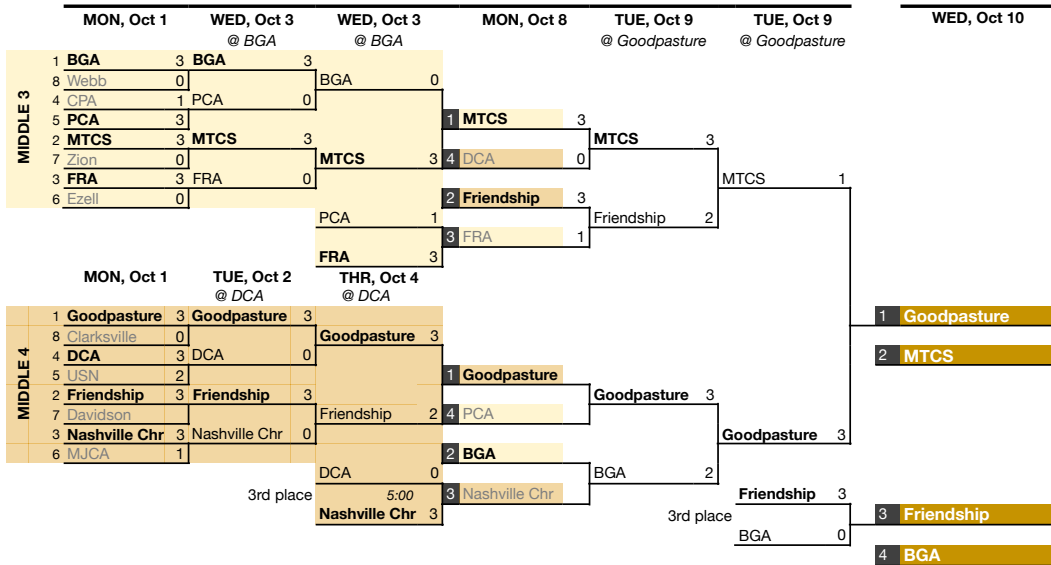 MON, Oct 1 WED, Oct 3 WED, Oct 3 MON, Oct 8 TUE, Oct 9 TUE, Oct 9 WED, Oct 10
@ BGA @ BGA @ Goodpasture @ Goodpasture
MIDDLE 3
1 BGA 3 BGA 3
8 Webb 0 BGA 0
4 CPA 1 PCA 0
5 PCA 3 1 MTCS 3
2 MTCS 3 MTCS 3 MTCS 3
7 Zion 0 MTCS 3 4 DCA 0
3 FRA 3 FRA 0 MTCS 1
6 Ezell 0 2 Friendship 3
PCA 1 Friendship 2
3 FRA 1
FRA 3
MON, Oct 1 TUE, Oct 2 THR, Oct 4
@ DCA @ DCA
MIDDLE 4
1 Goodpasture 3 Goodpasture 3 1 Goodpasture
8 Clarksville 0 Goodpasture 3
4 DCA 3 DCA 0 2 MTCS
5 USN 2 1 Goodpasture
2 Friendship 3 Friendship 3 Goodpasture 3
7 Davidson Friendship 2 4 PCA
3 Nashville Chr 3 Nashville Chr 0 Goodpasture 3
6 MJCA 1 2 BGA
DCA 0 BGA 2
3rd place 5:00 3 Nashville Chr Friendship 3
Nashville Chr 3 3rd place 3 Friendship
BGA 0
4 BGA